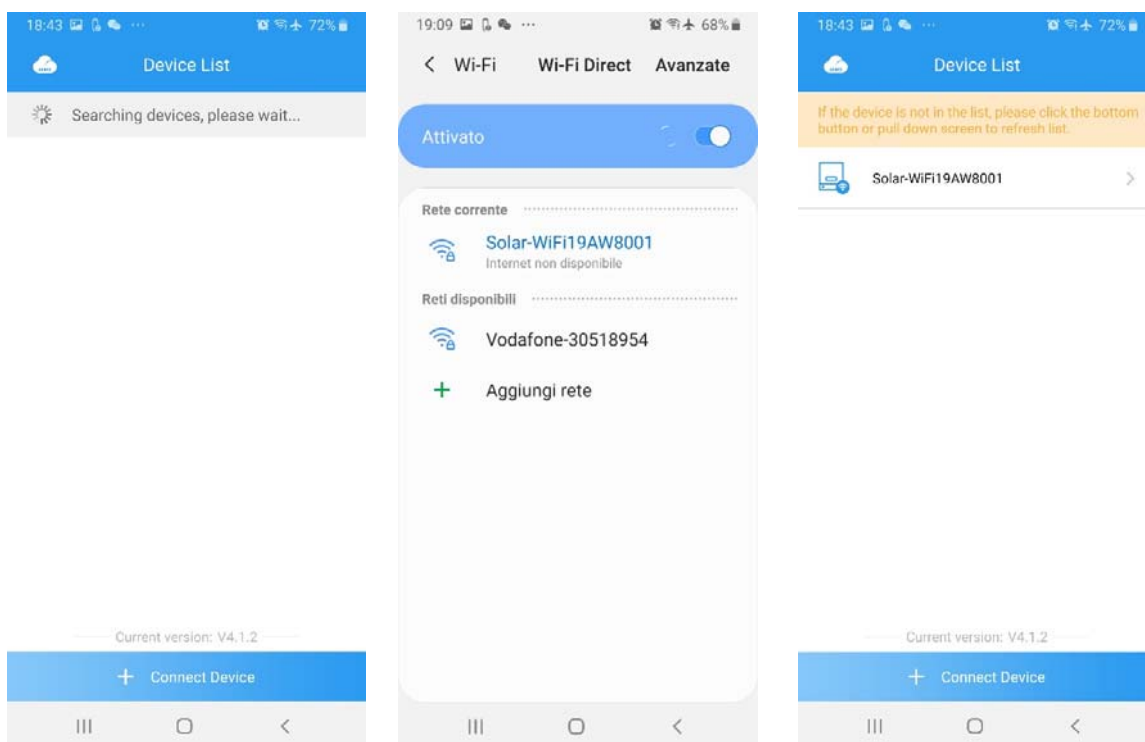 18:43 ... 72%
Device List
Searching devices, please wait...
Current version: V4.1.2
+ Connect Device
19:09 ... 68%
< Wi-Fi Wi-Fi Direct Avanzate
Attivato
Rete corrente
Solar-WiFi19AW8001
Internet non disponibile
Reti disponibili
Vodafone-30518954
+ Aggiungi rete
18:43 ... 72%
Device List
If the device is not in the list, please click the bottom
button or pull down screen to refresh list.
Solar-WiFi19AW8001
Current version: V4.1.2
+ Connect Device